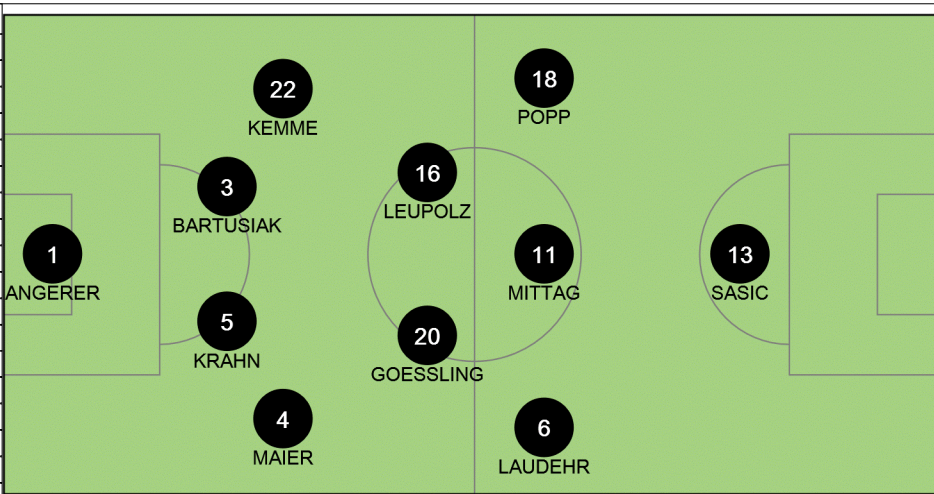 22
KEMME
18
POPP
3
BARTUSIAK
16
LEUPOLZ
1
ANGERER
11
MITTAG
13
SASIC
5
KRAHN
20
GOESSLING
4
MAIER
6
LAUDEHR